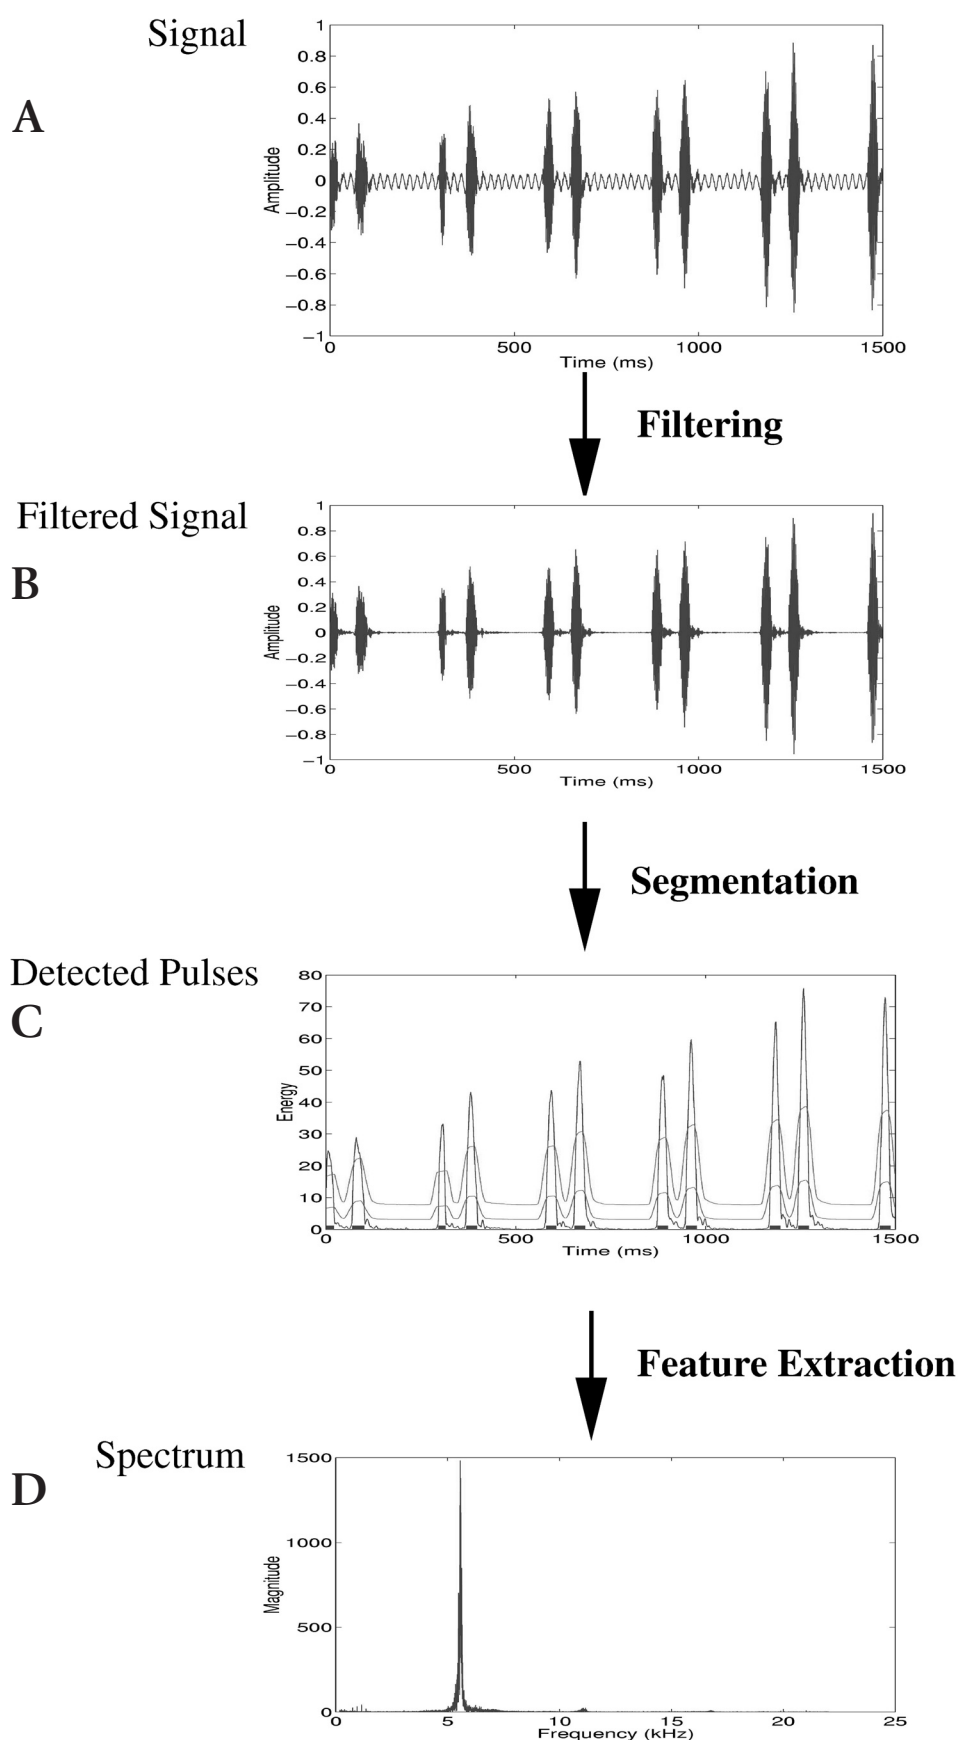 Signal
A
1
0.8
0.6
0.4
0.2
0
−0.2
−0.4
−0.6
−0.8
−1
Amplitude
0 500 1000 1500
Time (ms)
Filtering
Filtered Signal
B
1
0.8
0.6
0.4
0.2
0
−0.2
−0.4
−0.6
−0.8
−1
Amplitude
0 500 1000 1500
Time (ms)
Segmentation
Detected Pulses
C
80
70
60
50
40
30
20
10
0
Energy
0 500 1000 1500
Time (ms)
Feature Extraction
Spectrum
D
1500
1000
500
0
Magnitude
0 5 10 15 20 25
Frequency (kHz)